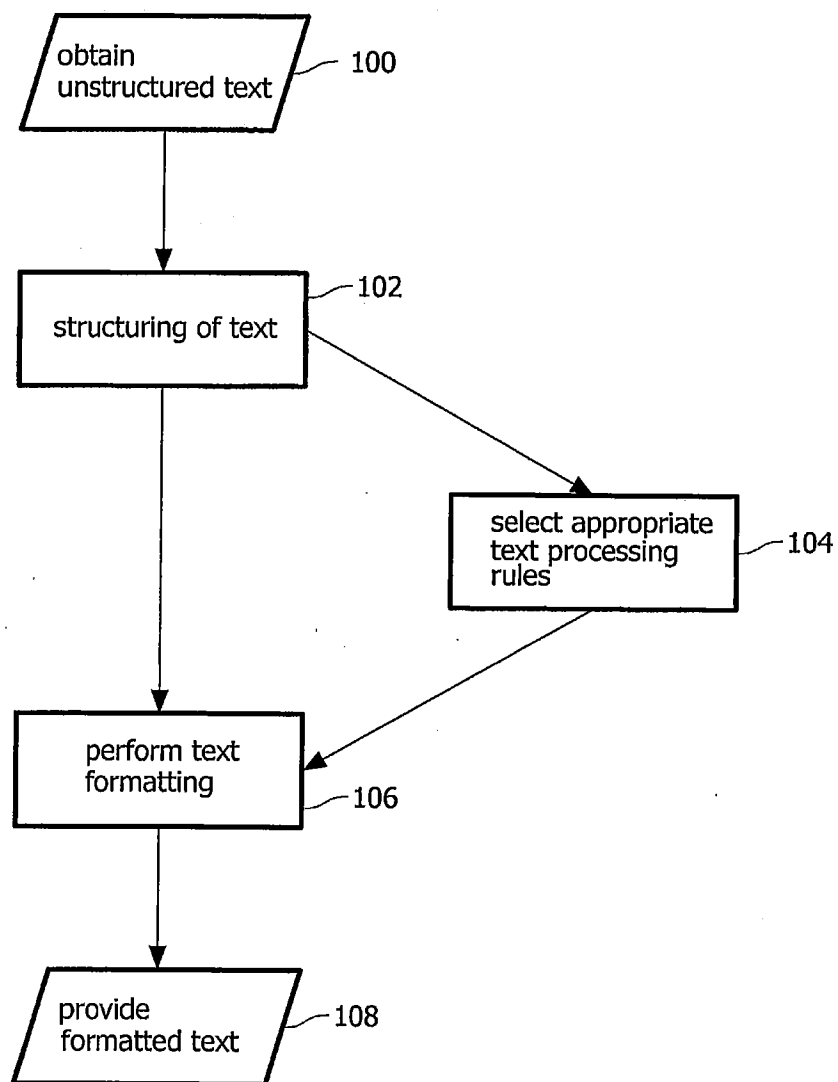 obtain
unstructured text
100
102
structuring of text
select appropriate
text processing
rules
104
perform text
formatting
106
provide
formatted text
108